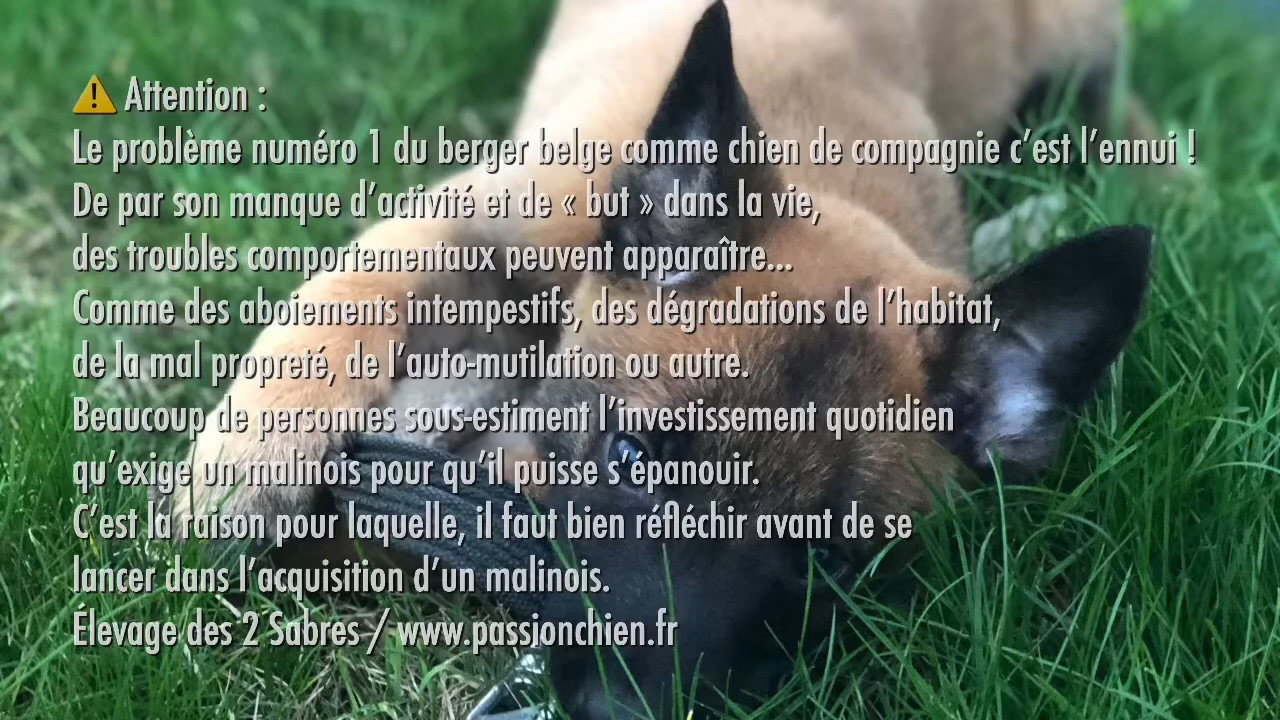 ⚠ Attention :
Le problème numéro 1 du berger belge comme chien de compagnie c’est l’ennui !
De par son manque d’activité et de « but » dans la vie,
des troubles comportementaux peuvent apparaître...
Comme des aboiements intempestifs, des dégradations de l’habitat,
de la mal propreté, de l’auto-mutilation ou autre.
Beaucoup de personnes sous-estiment l’investissement quotidien
qu’exige un malinois pour qu’il puisse s’épanouir.
C’est la raison pour laquelle, il faut bien réfléchir avant de se
lancer dans l’acquisition d’un malinois.
Élevage des 2 Sabres / www.passionchien.fr